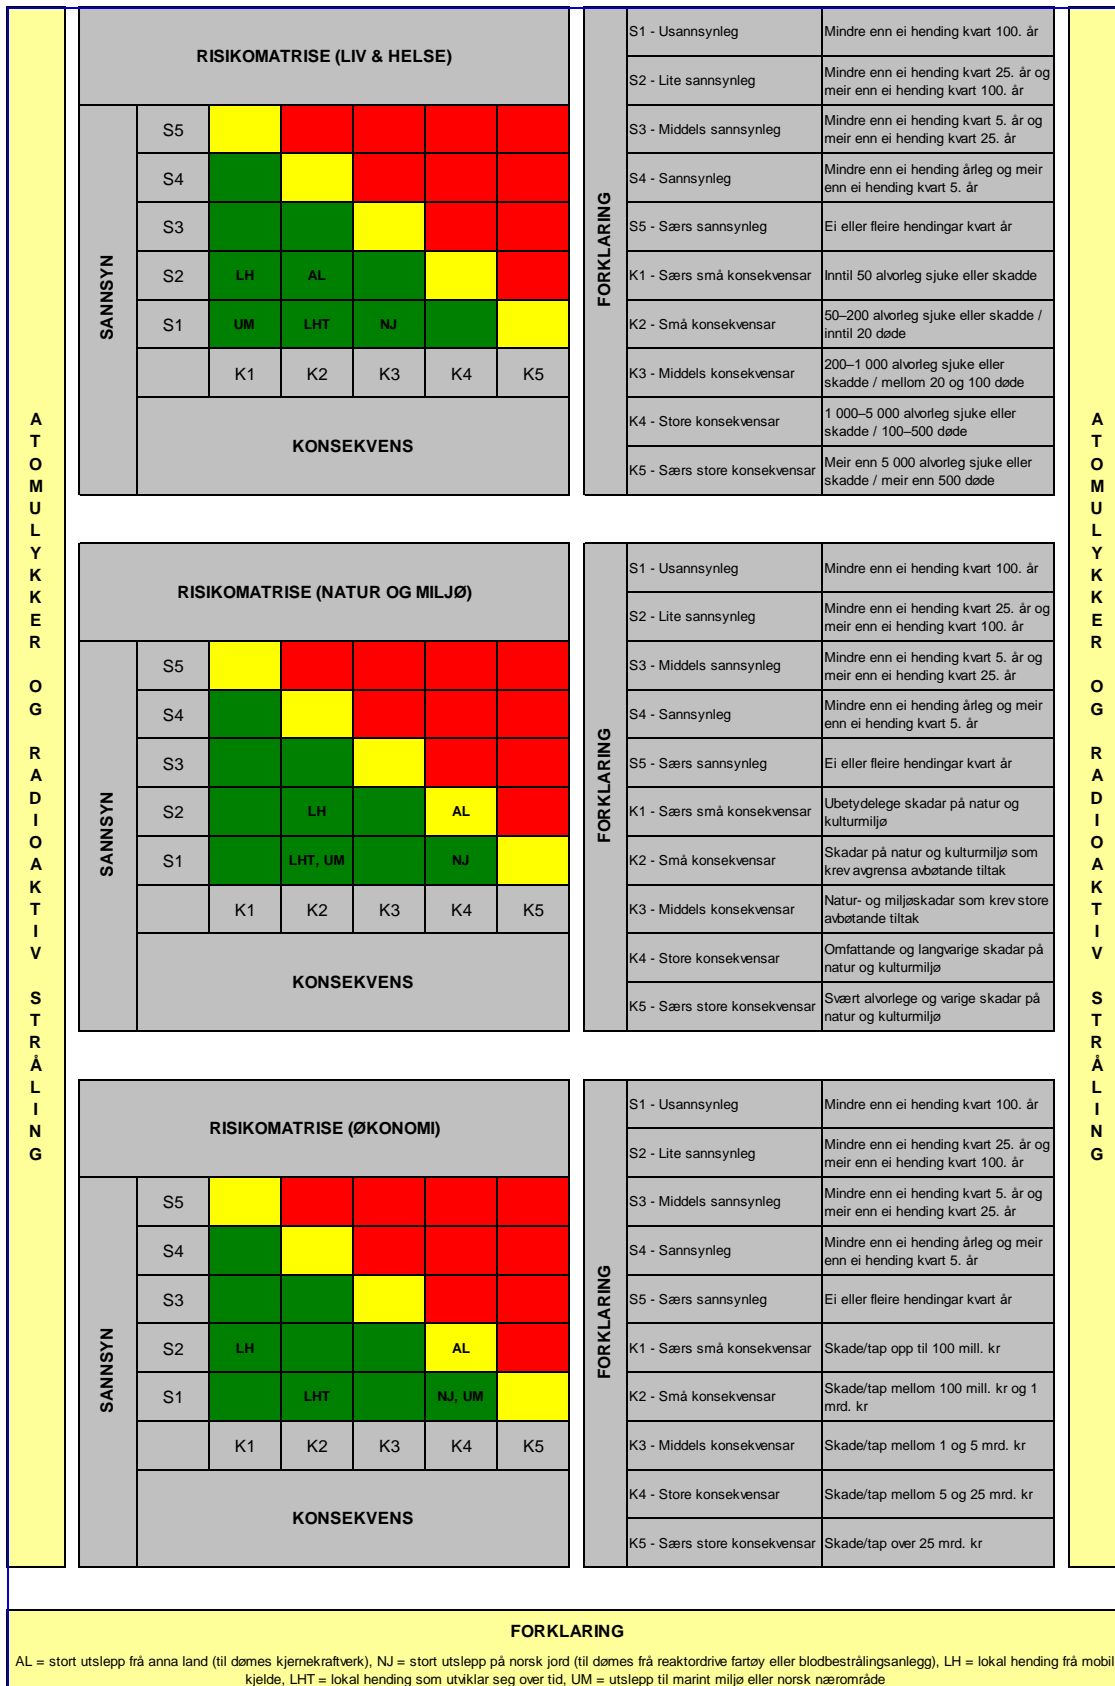 ATOMULYKKER OG RADIOAKTIV STRÅLING
RISIKOMATRISE (LIV & HELSE)
SANNSYN
S5
S4
S3
S2 LH AL
S1 UM LHT NJ
K1 K2 K3 K4 K5
KONSEKVENS
FORKLARING
S1 - Usannsynleg Mindre enn ei hending kvart 100. år
S2 - Lite sannsynleg Mindre enn ei hending kvart 25. år og
meir enn ei hending kvart 100. år
S3 - Middels sannsynleg Mindre enn ei hending kvart 5. år og
meir enn ei hending kvart 25. år
S4 - Sannsynleg Mindre enn ei hending årleg og meir
enn ei hending kvart 5. år
S5 - Særs sannsynleg Ei eller fleire hendingar kvart år
K1 - Særs små konsekvensar Inntil 50 alvorleg sjuke eller skadde
K2 - Små konsekvensar 50–200 alvorleg sjuke eller skadde /
inntil 20 døde
K3 - Middels konsekvensar 200–1 000 alvorleg sjuke eller
skadde / mellom 20 og 100 døde
K4 - Store konsekvensar 1 000–5 000 alvorleg sjuke eller
skadde / 100–500 døde
K5 - Særs store konsekvensar Meir enn 5 000 alvorleg sjuke eller
skadde / meir enn 500 døde
RISIKOMATRISE (NATUR OG MILJØ)
SANNSYN
S5
S4
S3
S2 LH AL
S1 LHT, UM NJ
K1 K2 K3 K4 K5
KONSEKVENS
FORKLARING
S1 - Usannsynleg Mindre enn ei hending kvart 100. år
S2 - Lite sannsynleg Mindre enn ei hending kvart 25. år og
meir enn ei hending kvart 100. år
S3 - Middels sannsynleg Mindre enn ei hending kvart 5. år og
meir enn ei hending kvart 25. år
S4 - Sannsynleg Mindre enn ei hending årleg og meir
enn ei hending kvart 5. år
S5 - Særs sannsynleg Ei eller fleire hendingar kvart år
K1 - Særs små konsekvensar Ubetydelege skadar på natur og
kulturmiljø
K2 - Små konsekvensar Skadar på natur og kulturmiljø som
krev avgrensa avbøtande tiltak
K3 - Middels konsekvensar Natur- og miljøskadar som krev store
avbøtande tiltak
K4 - Store konsekvensar Omfattande og langvarige skadar på
natur og kulturmiljø
K5 - Særs store konsekvensar Svært alvorlege og varige skadar på
natur og kulturmiljø
RISIKOMATRISE (ØKONOMI)
SANNSYN
S5
S4
S3
S2 LH AL
S1 LHT NJ, UM
K1 K2 K3 K4 K5
KONSEKVENS
FORKLARING
S1 - Usannsynleg Mindre enn ei hending kvart 100. år
S2 - Lite sannsynleg Mindre enn ei hending kvart 25. år og
meir enn ei hending kvart 100. år
S3 - Middels sannsynleg Mindre enn ei hending kvart 5. år og
meir enn ei hending kvart 25. år
S4 - Sannsynleg Mindre enn ei hending årleg og meir
enn ei hending kvart 5. år
S5 - Særs sannsynleg Ei eller fleire hendingar kvart år
K1 - Særs små konsekvensar Skade/tap opp til 100 mill. kr
K2 - Små konsekvensar Skade/tap mellom 100 mill. kr og 1
mrd. kr
K3 - Middels konsekvensar Skade/tap mellom 1 og 5 mrd. kr
K4 - Store konsekvensar Skade/tap mellom 5 og 25 mrd. kr
K5 - Særs store konsekvensar Skade/tap over 25 mrd. kr
ATOMULYKKER OG RADIOAKTIV STRÅLING
FORKLARING
AL = stort utslepp frå anna land (til dømes kjernekraftverk), NJ = stort utslepp på norsk jord (til dømes frå reaktordrive fartøy eller blodbestrålingsanlegg), LH = lokal hending frå mobil
kjelde, LHT = lokal hending som utviklar seg over tid, UM = utslepp til marint miljø eller norsk nærområde